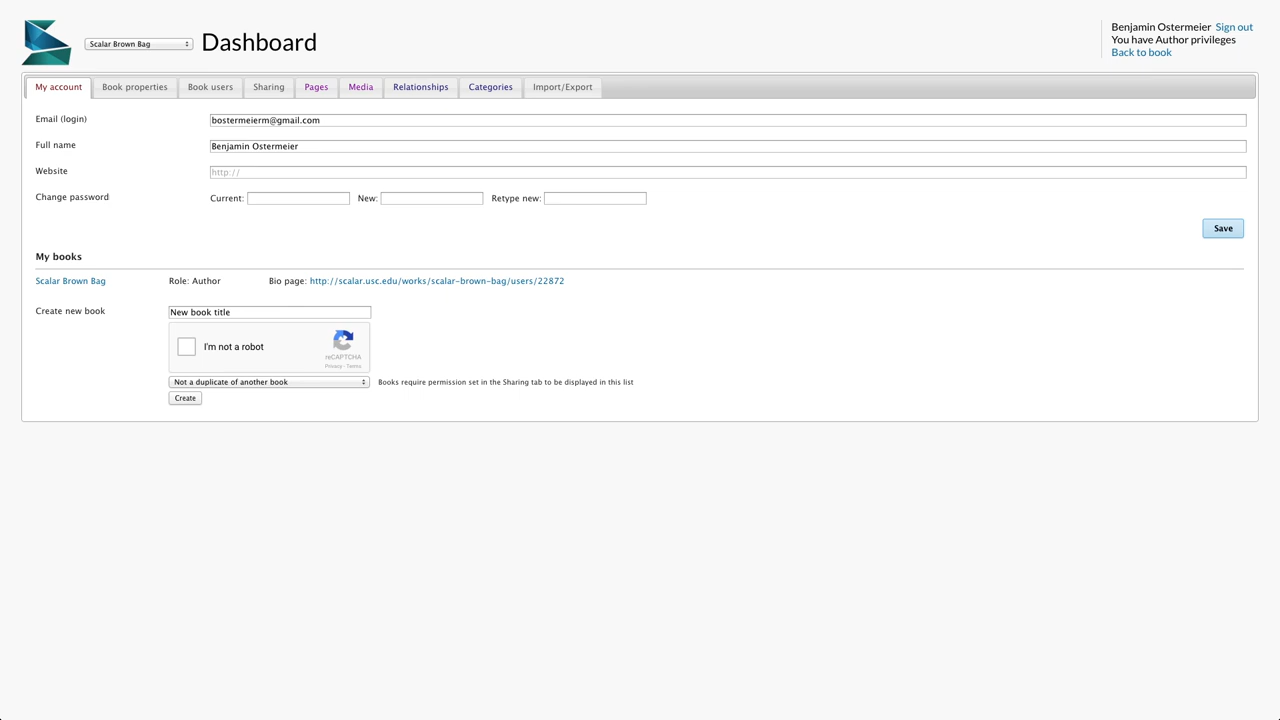 Scalar Brown Bag
Dashboard
Benjamin Ostermeier Sign out
You have Author privileges
Back to book
My account Book properties Book users Sharing Pages Media Relationships Categories Import/Export
Email (login) bostermeierm@gmail.com
Full name Benjamin Ostermeier
Website http://
Change password Current: New: Retype new:
Save
My books
Scalar Brown Bag Role: Author Bio page: http://scalar.usc.edu/works/scalar-brown-bag/users/22872
Create new book New book title
I'm not a robot
reCAPTCHA
Privacy - Terms
Not a duplicate of another book Books require permission set in the Sharing tab to be displayed in this list
Create